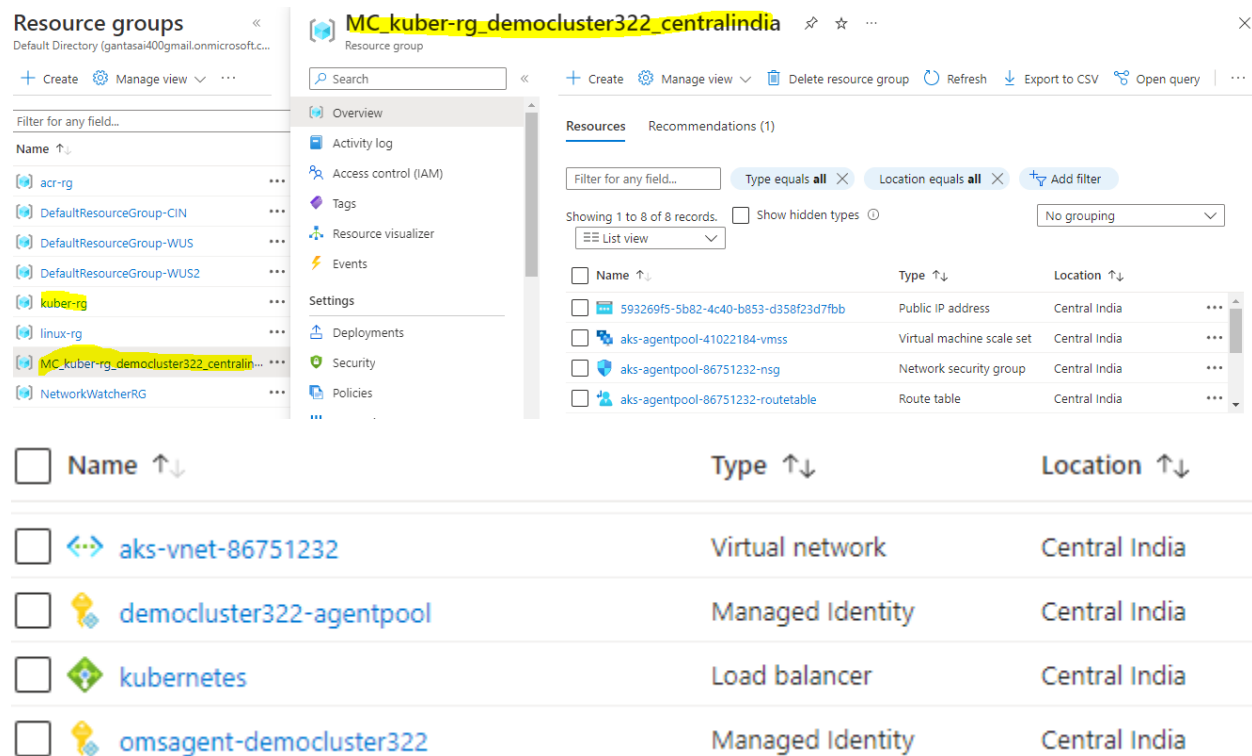 Resource groups «
Default Directory (gantasai400gmail.onmicrosoft.c...
+ Create Manage view ...
Filter for any field...
Name ↑↓
acr-rg ...
DefaultResourceGroup-CIN ...
DefaultResourceGroup-WUS ...
DefaultResourceGroup-WUS2 ...
kuber-rg ...
linux-rg ...
MC_kuber-rg_democluster322_centralin... ...
NetworkWatcherRG ...
MC_kuber-rg_democluster322_centralindia ...
Resource group
Search «
Overview
Activity log
Access control (IAM)
Tags
Resource visualizer
Events
Settings
Deployments
Security
Policies
+ Create Manage view Delete resource group Refresh Export to CSV Open query ...
Resources Recommendations (1)
Filter for any field... Type equals all Location equals all Add filter
Showing 1 to 8 of 8 records. Show hidden types No grouping
List view
Name ↑↓ Type ↑↓ Location ↑↓
593269f5-5b82-4c40-b853-d358f23d7fbb Public IP address Central India ...
aks-agentpool-41022184-vmss Virtual machine scale set Central India ...
aks-agentpool-86751232-nsg Network security group Central India ...
aks-agentpool-86751232-routetable Route table Central India ...
Name ↑↓ Type ↑↓ Location ↑↓
aks-vnet-86751232 Virtual network Central India
democluster322-agentpool Managed Identity Central India
kubernetes Load balancer Central India
omsagent-democluster322 Managed Identity Central India